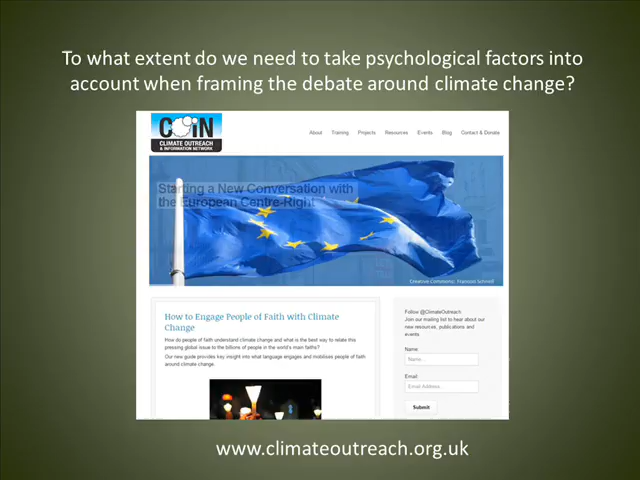 To what extent do we need to take psychological factors into
account when framing the debate around climate change?
COIN
CLIMATE OUTREACH
& INFORMATION NETWORK
About Training Projects Resources Events Blog Contact & Donate
Starting a New Conversation with
the European Centre-Right
Creative Commons:
How to Engage People of Faith with Climate
Change
How do people of faith understand climate change and what is the best way to relate this
pressing global issue to the billions of people in the world's main faiths?
Our new guide provides key insight into what language engages and mobilises people of faith
around climate change.
Follow @ClimateOutreach
Join our mailing list to hear about our
new resources, publications and
events.
Name:
Name...
Email:
Email Address...
Submit
www.climateoutreach.org.uk